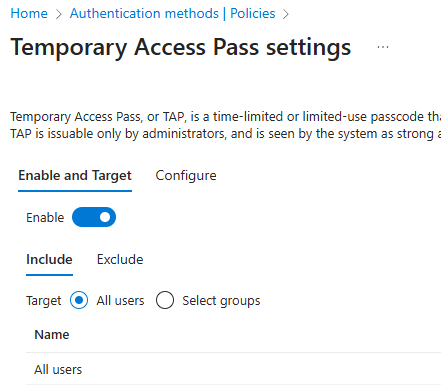 Home > Authentication methods | Policies >
Temporary Access Pass settings ...
Temporary Access Pass, or TAP, is a time-limited or limited-use passcode
TAP is issuable only by administrators, and is seen by the system as strong
Enable and Target Configure
Enable
Include Exclude
Target All users Select groups
Name
All users